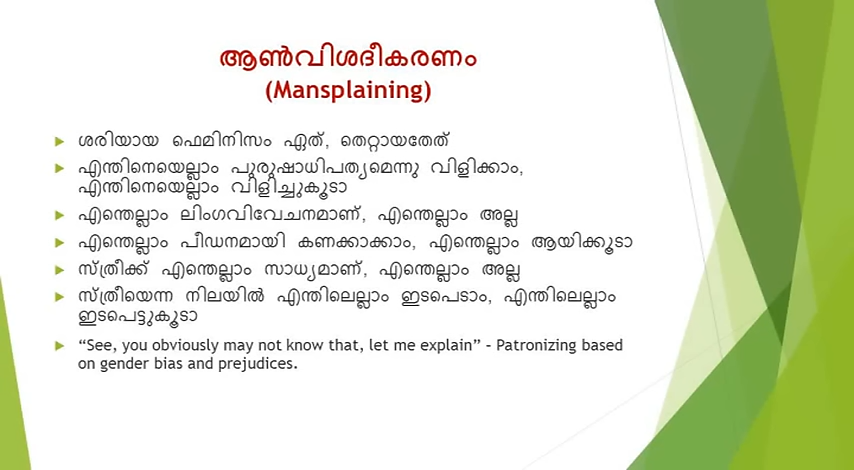 ആൺവിശദീകരണം
(Mansplaining)
ശരിയായ ഫെമിനിസം ഏത്, തെറ്റായതേത്
എന്തിനെയെല്ലാം പുരുഷാധിപത്യമെന്നു വിളിക്കാം,
എന്തിനെയെല്ലാം വിളിച്ചുകൂടാ
എന്തെല്ലാം ലിംഗവിവേചനമാണ്, എന്തെല്ലാം അല്ല
എന്തെല്ലാം പീഡനമായി കണക്കാക്കാം, എന്തെല്ലാം ആയിക്കൂടാ
സ്ത്രീക്ക് എന്തെല്ലാം സാധ്യമാണ്, എന്തെല്ലാം അല്ല
സ്ത്രീയെന്ന നിലയിൽ എന്തിലെല്ലാം ഇടപെടാം, എന്തിലെല്ലാം
ഇടപെട്ടുകൂടാ
“See, you obviously may not know that, let me explain” - Patronizing based
on gender bias and prejudices.